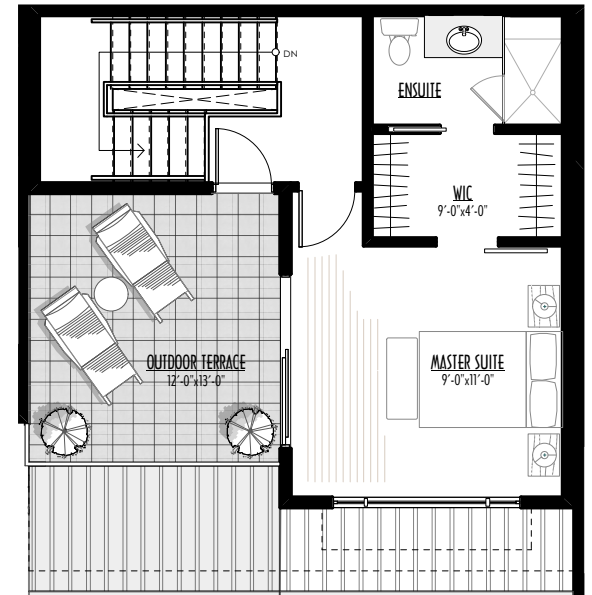 DN
ENSUITE
WIC
9'-0"x4'-0"
OUTDOOR TERRACE
12'-0"x13'-0"
MASTER SUITE
9'-0"x11'-0"